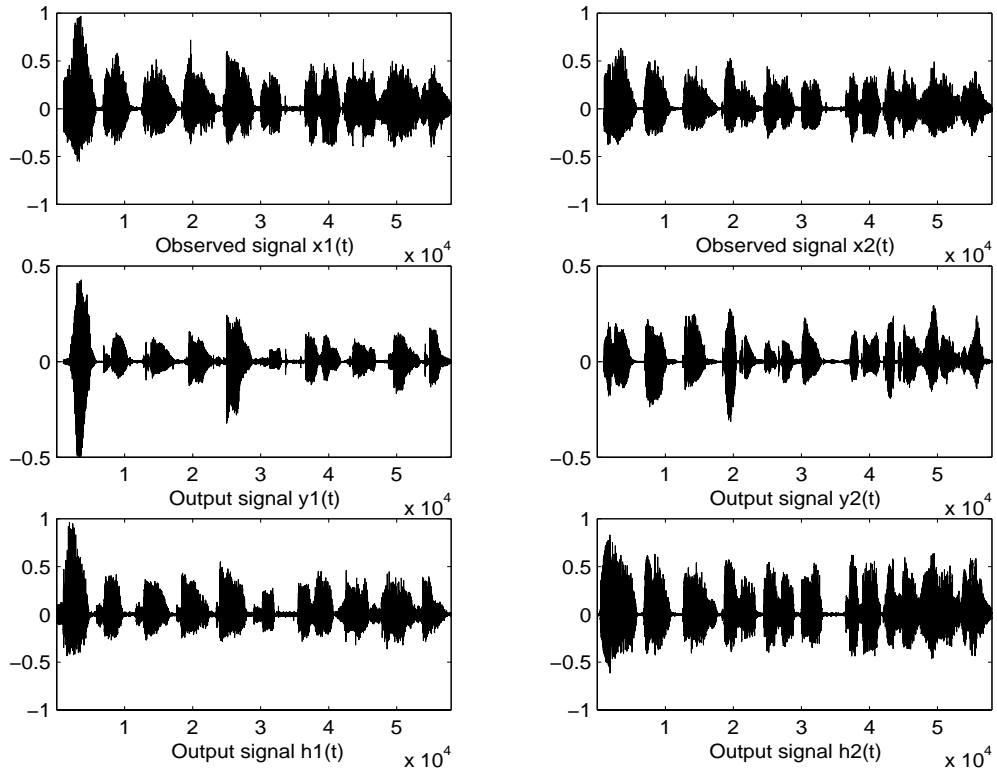 1
0.5
0
−0.5
−1
1 2 3 4 5
x 10^4
Observed signal x1(t)
1
0.5
0
−0.5
−1
1 2 3 4 5
x 10^4
Observed signal x2(t)
0.5
0
−0.5
1 2 3 4 5
x 10^4
Output signal y1(t)
0.5
0
−0.5
1 2 3 4 5
x 10^4
Output signal y2(t)
1
0.5
0
−0.5
−1
1 2 3 4 5
x 10^4
Output signal h1(t)
1
0.5
0
−0.5
−1
1 2 3 4 5
x 10^4
Output signal h2(t)